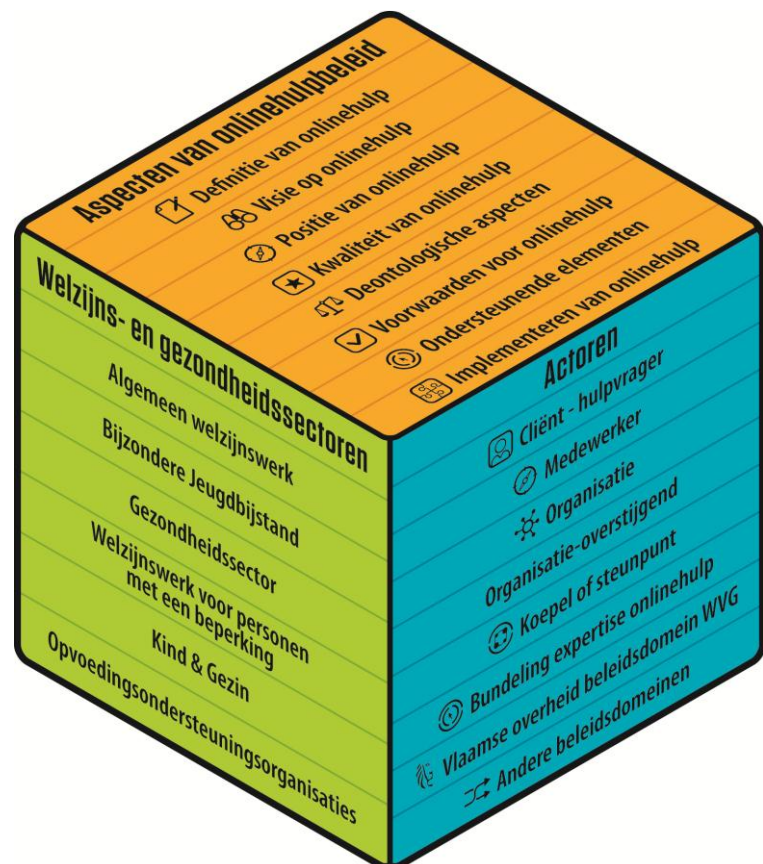 Aspecten van onlinehulpbeleid
Definitie van onlinehulp
Visie op onlinehulp
Positie van onlinehulp
Kwaliteit van onlinehulp
Deontologische aspecten
Voorwaarden voor onlinehulp
Ondersteunende elementen
Implementeren van onlinehulp
Welzijns- en gezondheidssectoren
Algemeen welzijnswerk
Bijzondere Jeugdbijstand
Gezondheidssector
Welzijnswerk voor personen
met een beperking
Kind & Gezin
Opvoedingsondersteuningsorganisaties
Actoren
Cliënt - hulpvrager
Medewerker
Organisatie
Organisatie-overstijgend
Koepel of steunpunt
Bundeling expertise onlinehulp
Vlaamse overheid beleidsdomein WVG
Andere beleidsdomeinen